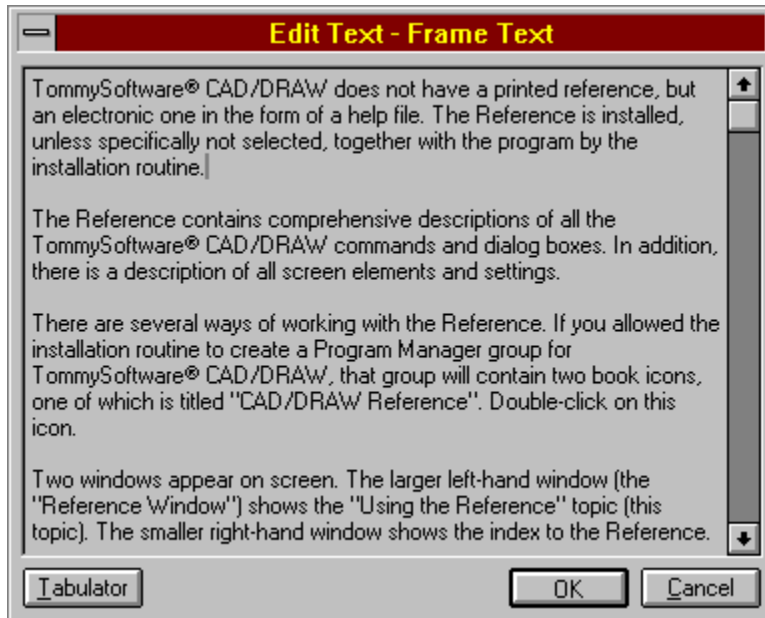 Edit Text - Frame Text
TommySoftware® CAD/DRAW does not have a printed reference, but
an electronic one in the form of a help file. The Reference is installed,
unless specifically not selected, together with the program by the
installation routine.
The Reference contains comprehensive descriptions of all the
TommySoftware® CAD/DRAW commands and dialog boxes. In addition,
there is a description of all screen elements and settings.
There are several ways of working with the Reference. If you allowed the
installation routine to create a Program Manager group for
TommySoftware® CAD/DRAW, that group will contain two book icons,
one of which is titled "CAD/DRAW Reference". Double-click on this
icon.
Two windows appear on screen. The larger left-hand window (the
"Reference Window") shows the "Using the Reference" topic (this
topic). The smaller right-hand window shows the index to the Reference.
Tabulator OK Cancel